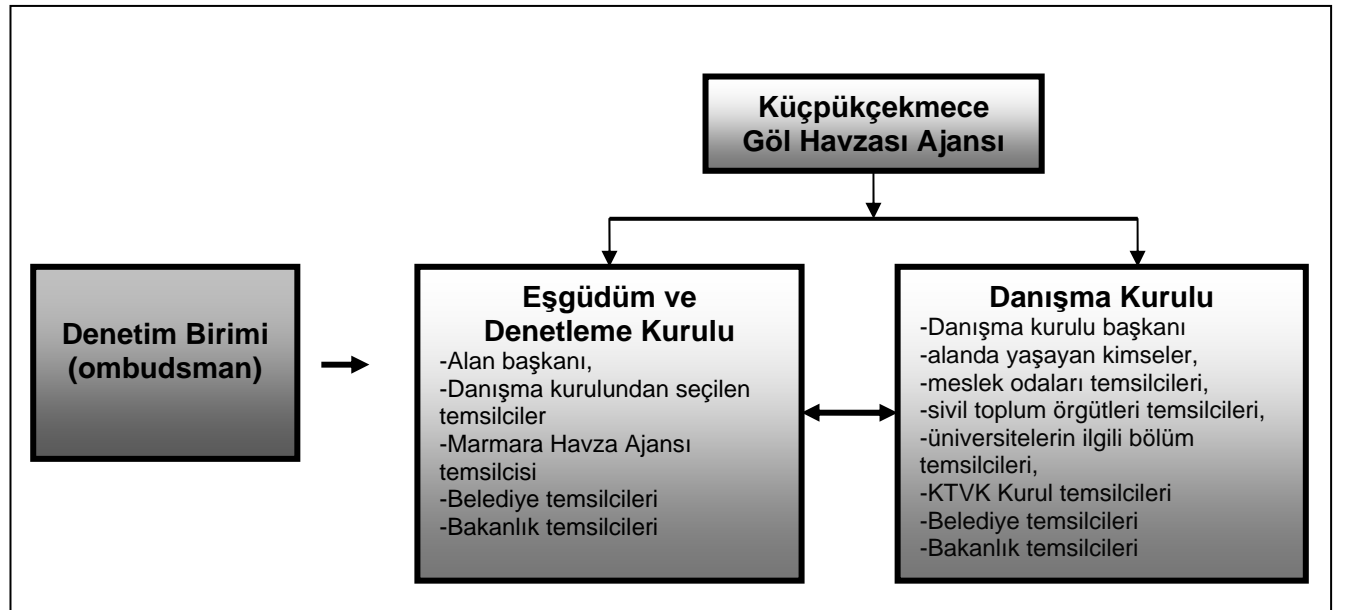 Küçpükçekmece
Göl Havzası Ajansı
Denetim Birimi
(ombudsman)
Eşgüdüm ve
Denetleme Kurulu
-Alan başkanı,
-Danışma kurulundan seçilen
temsilciler
-Marmara Havza Ajansı
temsilcisi
-Belediye temsilcileri
-Bakanlık temsilcileri
Danışma Kurulu
-Danışma kurulu başkanı
-alanda yaşayan kimseler,
-meslek odaları temsilcileri,
-sivil toplum örgütleri temsilcileri,
-üniversitelerin ilgili bölüm
temsilcileri,
-KTVK Kurul temsilcileri
-Belediye temsilcileri
-Bakanlık temsilcileri